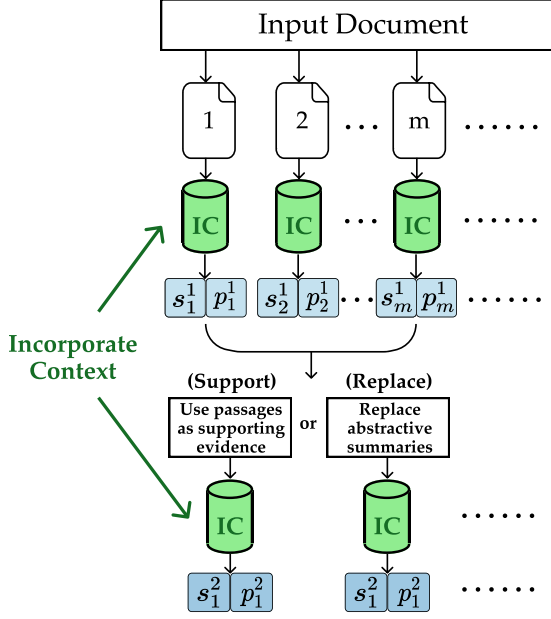 Input Document
1 2 ... m ......
IC IC ... IC ......
s_1^1 p_1^1 s_2^1 p_2^1 ... s_m^1 p_m^1 ......
Incorporate
Context
(Support) (Replace)
Use passages
as supporting
evidence
or
Replace
abstractive
summaries
IC IC ......
s_1^2 p_1^2 s_1^2 p_1^2 ......